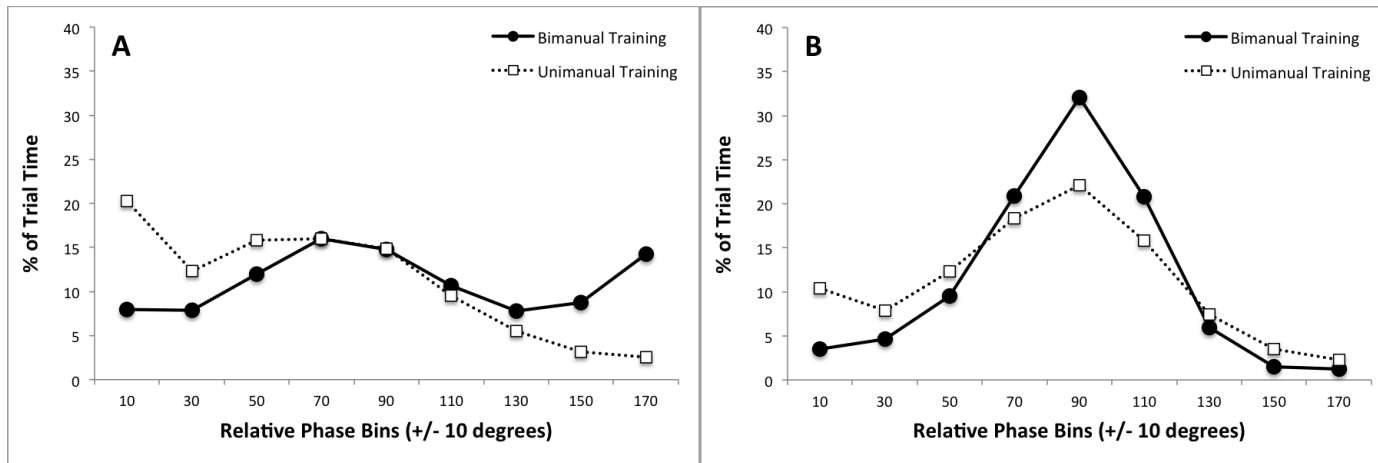 A
Bimanual Training
Unimanual Training
% of Trial Time
40
35
30
25
20
15
10
5
0
10 30 50 70 90 110 130 150 170
Relative Phase Bins (+/- 10 degrees)
B
Bimanual Training
Unimanual Training
% of Trial Time
40
35
30
25
20
15
10
5
0
10 30 50 70 90 110 130 150 170
Relative Phase Bins (+/- 10 degrees)